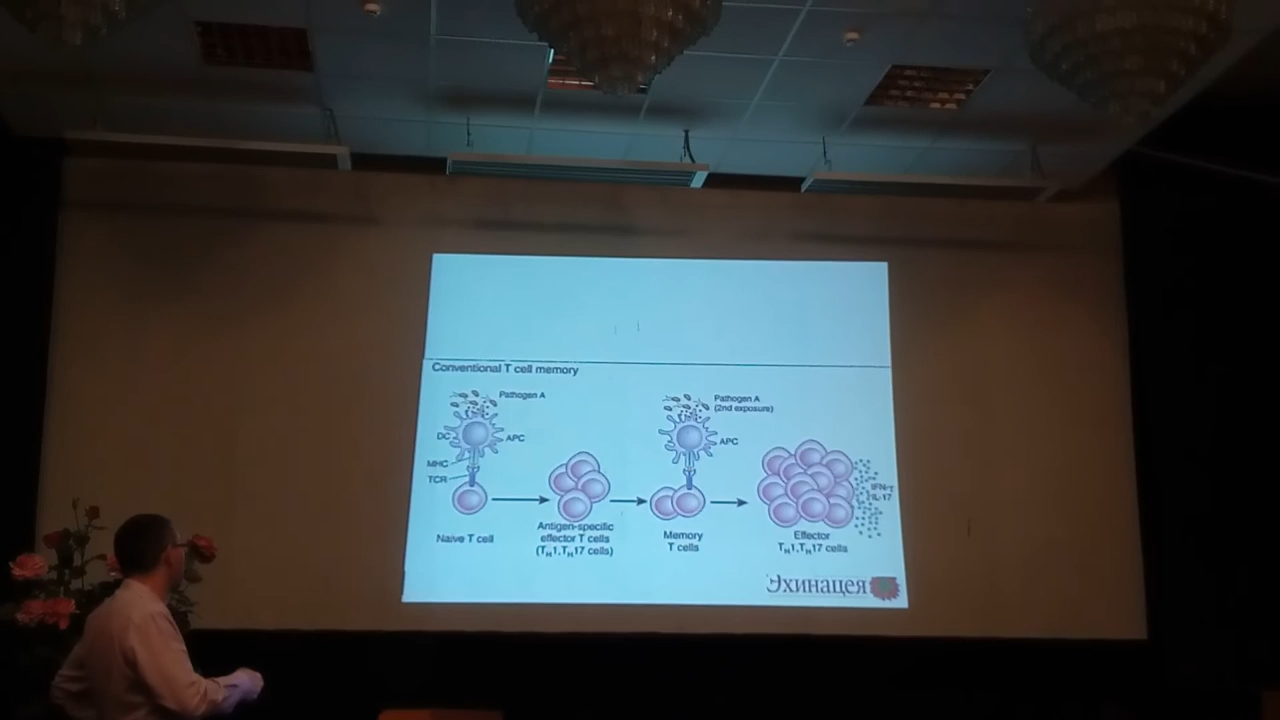 Conventional T cell memory
Pathogen A
DC
APC
MHC
TCR
Naive T cell
Antigen-specific
effector T cells
(TH1,TH17 cells)
Pathogen A
(2nd exposure)
APC
Memory
T cells
IFN-γ
IL-17
Effector
TH1,TH17 cells
Эхинацея